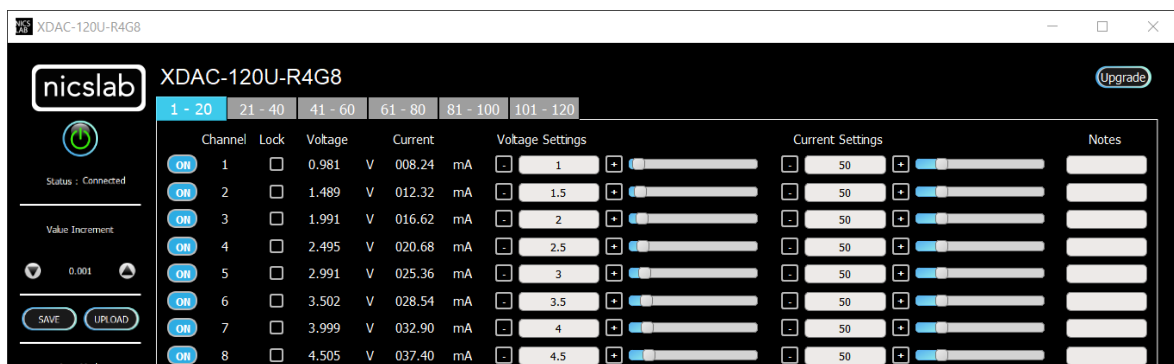 NICS LAB XDAC-120U-R4G8
nicslab XDAC-120U-R4G8 Upgrade
1 - 20 21 - 40 41 - 60 61 - 80 81 - 100 101 - 120
Channel Lock Voltage Current Voltage Settings Current Settings Notes
ON 1 0.981 V 008.24 mA - 1 + - 50 +
Status : Connected
ON 2 1.489 V 012.32 mA - 1.5 + - 50 +
ON 3 1.991 V 016.62 mA - 2 + - 50 +
Value Increment
ON 4 2.495 V 020.68 mA - 2.5 + - 50 +
0.001
ON 5 2.991 V 025.36 mA - 3 + - 50 +
ON 6 3.502 V 028.54 mA - 3.5 + - 50 +
SAVE UPLOAD
ON 7 3.999 V 032.90 mA - 4 + - 50 +
ON 8 4.505 V 037.40 mA - 4.5 + - 50 +